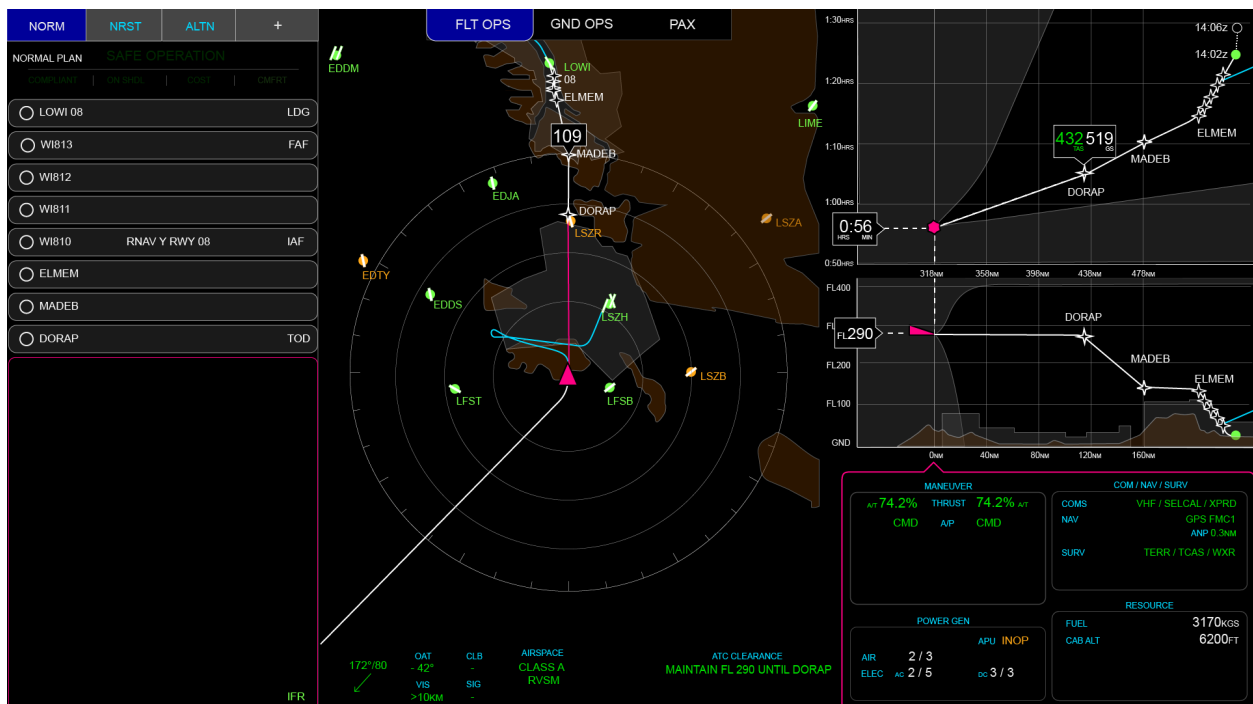 NORM NRST ALTN +
NORMAL PLAN SAFE OPERATION
COMPLIANT ON SHDL COST CMFRT
LOWI 08 LDG
WI813 FAF
WI812
WI811
WI810 RNAV Y RWY 08 IAF
ELMEM
MADEB
DORAP TOD
IFR
FLT OPS GND OPS PAX
EDDM
LOWI
08
ELMEM
LIME
109
MADEB
EDJA
DORAP
LSZA
LSZR
EDTY
EDDS
LSZH
LSZB
LFST
LFSB
172°/80
OAT CLB AIRSPACE ATC CLEARANCE
- 42° - CLASS A MAINTAIN FL 290 UNTIL DORAP
VIS SIG RVSM
>10KM -
1:30HRS
14:06z
14:02z
1:20HRS
ELMEM
432 519
TAS GS
1:10HRS
MADEB
DORAP
1:00HRS
0:56
HRS MIN
0:50HRS
318NM 358NM 398NM 438NM 478NM
FL400
DORAP
FL290
MADEB
FL200
ELMEM
FL100
GND
0NM 40NM 80NM 120NM 160NM
MANEUVER
A/T 74.2% THRUST 74.2% A/T
CMD A/P CMD
COM / NAV / SURV
COMS VHF / SELCAL / XPRD
NAV GPS FMC1
ANP 0.3NM
SURV TERR / TCAS / WXR
POWER GEN
APU INOP
AIR 2 / 3
ELEC AC 2 / 5 DC 3 / 3
RESOURCE
FUEL 3170KGS
CAB ALT 6200FT